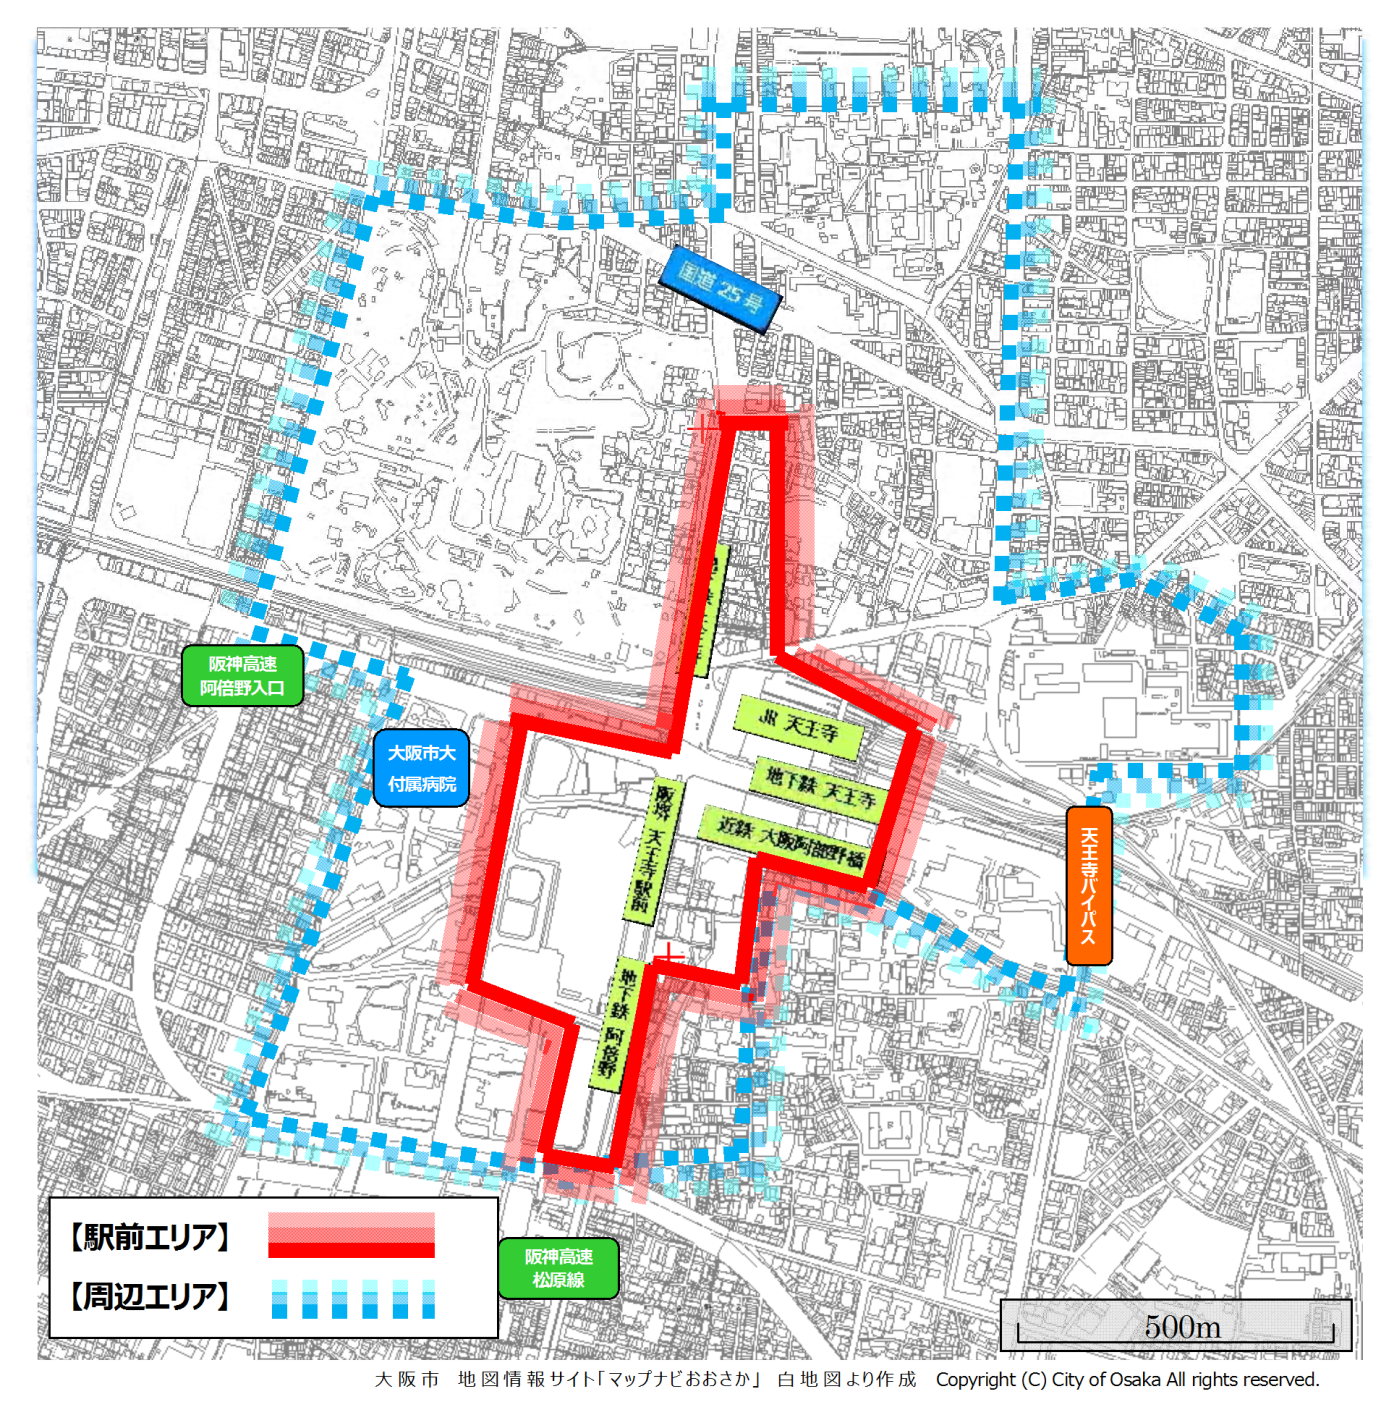 国道 25 号
阪神高速
阿倍野入口
大阪市大
付属病院
JR 天王寺
地下鉄 天王寺
近鉄 大阪阿部野橋
阪堺 天王寺駅前
天王寺バイパス
地下鉄 阿倍野
【駅前エリア】
【周辺エリア】
阪神高速
松原線
500m
大阪市 地図情報サイト「マップナビおおさか」 白地図より作成 Copyright (C) City of Osaka All rights reserved.